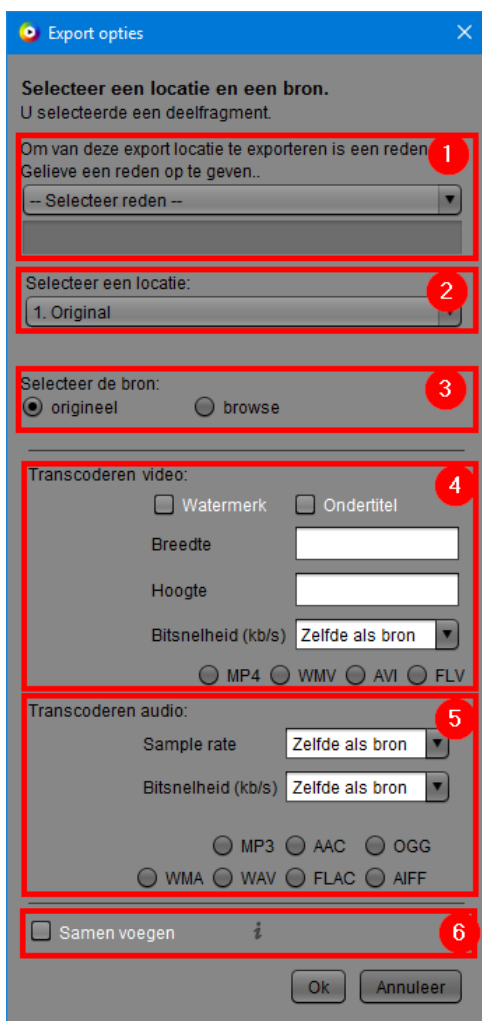 Export opties
Selecteer een locatie en een bron.
U selecteerde een deelfragment.
Om van deze export locatie te exporteren is een reden
1
Gelieve een reden op te geven..
-- Selecteer reden --
Selecteer een locatie:
2
1. Original
Selecteer de bron:
3
origineel browse
Transcoderen video:
4
Watermerk Ondertitel
Breedte
Hoogte
Bitsnelheid (kb/s) Zelfde als bron
MP4 WMV AVI FLV
Transcoderen audio:
5
Sample rate Zelfde als bron
Bitsnelheid (kb/s) Zelfde als bron
MP3 AAC OGG
WMA WAV FLAC AIFF
Samen voegen i 6
Ok Annuleer